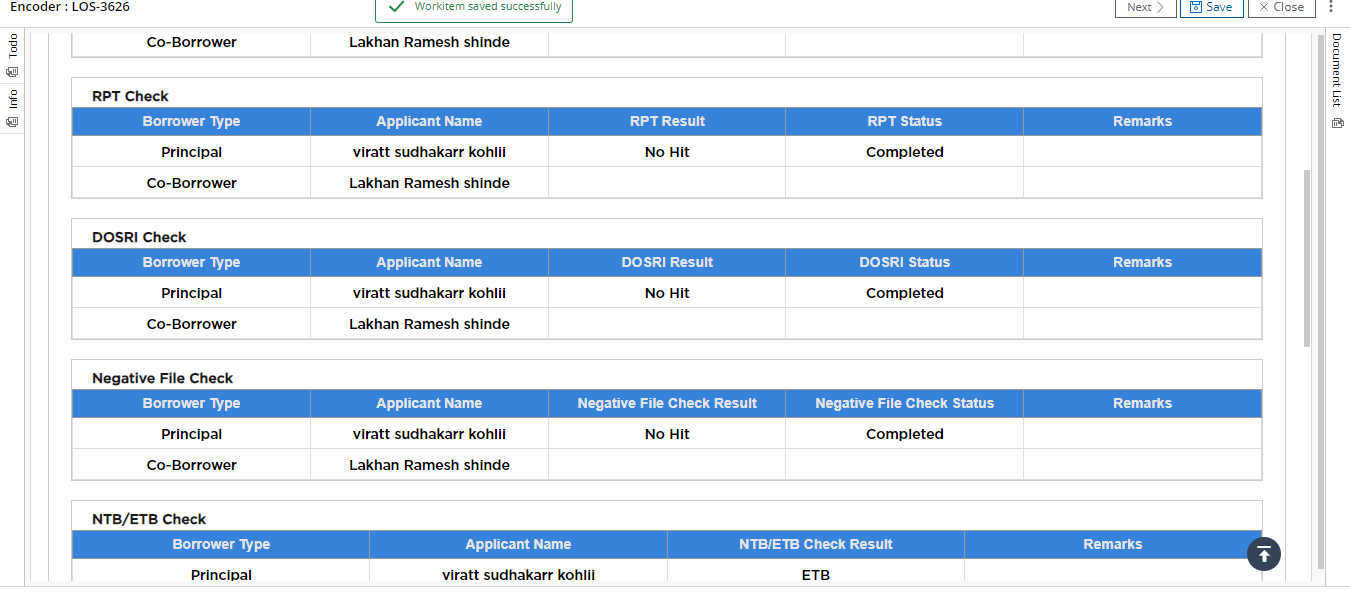 Encoder : LOS-3626
Workitem saved successfully
Next
Save
Close
Todo
Info
Document List
Co-Borrower Lakhan Ramesh shinde
RPT Check
Borrower Type Applicant Name RPT Result RPT Status Remarks
Principal viratt sudhakarr kohlii No Hit Completed
Co-Borrower Lakhan Ramesh shinde
DOSRI Check
Borrower Type Applicant Name DOSRI Result DOSRI Status Remarks
Principal viratt sudhakarr kohlii No Hit Completed
Co-Borrower Lakhan Ramesh shinde
Negative File Check
Borrower Type Applicant Name Negative File Check Result Negative File Check Status Remarks
Principal viratt sudhakarr kohlii No Hit Completed
Co-Borrower Lakhan Ramesh shinde
NTB/ETB Check
Borrower Type Applicant Name NTB/ETB Check Result Remarks
Principal viratt sudhakarr kohlii ETB